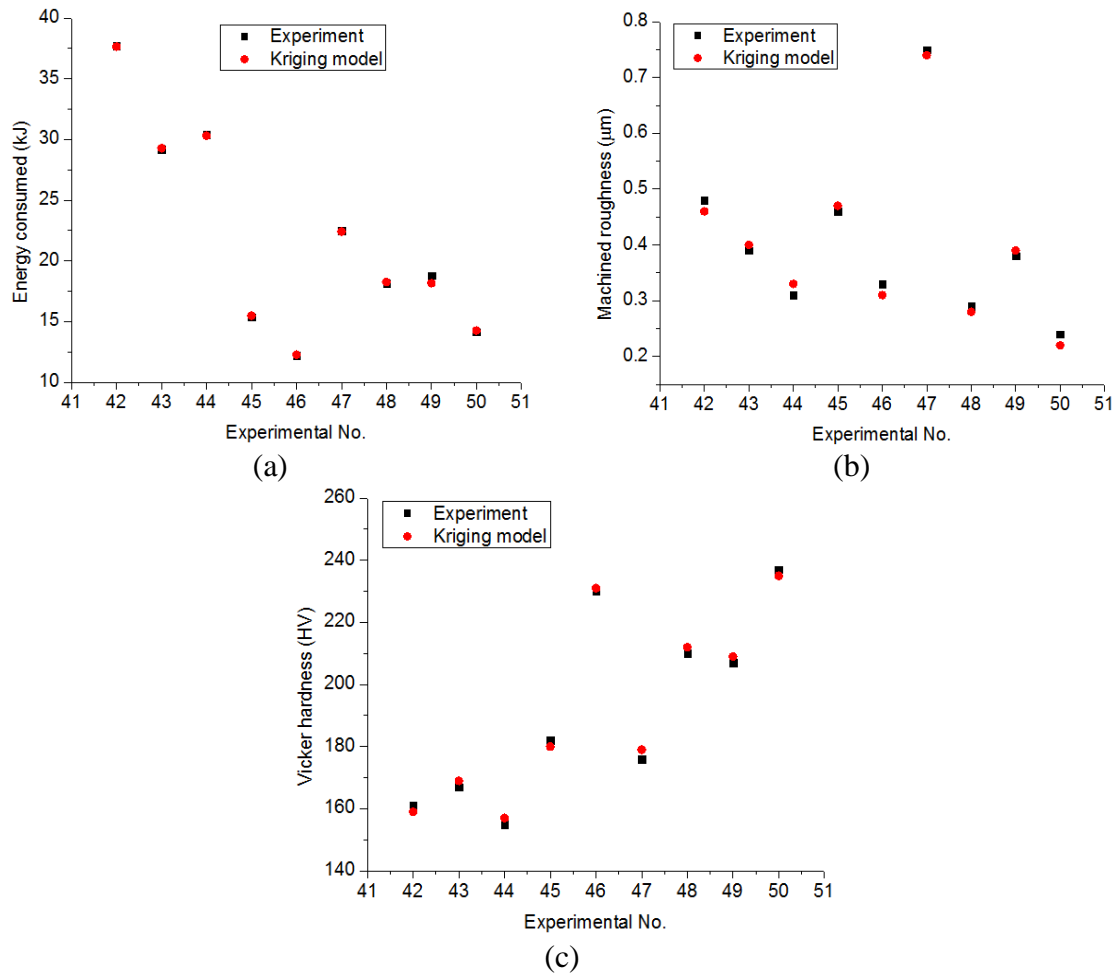 Experiment
Kriging model
40
35
30
25
20
15
10
Energy consumed (kJ)
41 42 43 44 45 46 47 48 49 50 51
Experimental No.
(a)
Experiment
Kriging model
0.8
0.7
0.6
0.5
0.4
0.3
0.2
Machined roughness (μm)
41 42 43 44 45 46 47 48 49 50 51
Experimental No.
(b)
Experiment
Kriging model
260
240
220
200
180
160
140
Vicker hardness (HV)
41 42 43 44 45 46 47 48 49 50 51
Experimental No.
(c)